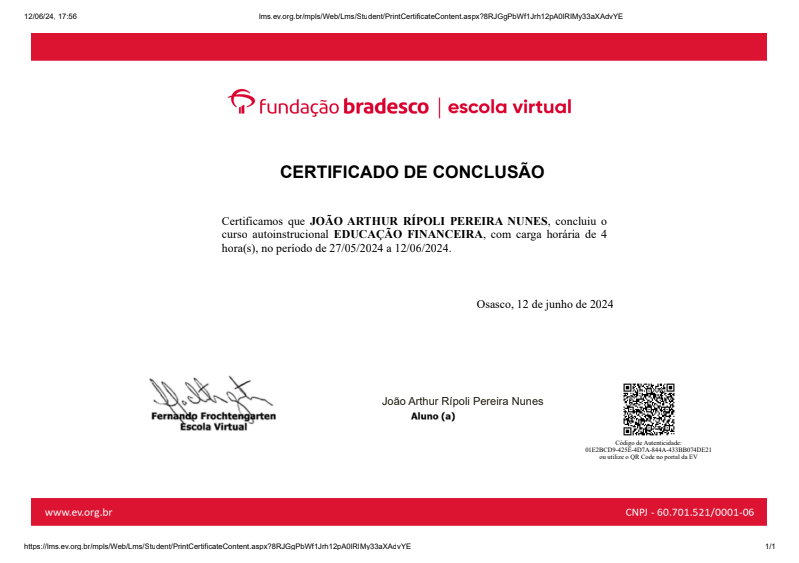 12/06/24, 17:56 lms.ev.org.br/mpls/Web/Lms/Student/PrintCertificateContent.aspx?8RJGgPbWf1Jrh12pA0lRIMy33aXAdvYE
fundação bradesco | escola virtual
CERTIFICADO DE CONCLUSÃO
Certificamos que JOÃO ARTHUR RÍPOLI PEREIRA NUNES, concluiu o
curso autoinstrucional EDUCAÇÃO FINANCEIRA, com carga horária de 4
hora(s), no período de 27/05/2024 a 12/06/2024.
Osasco, 12 de junho de 2024
Fernando Frochtengarten
Escola Virtual
João Arthur Rípoli Pereira Nunes
Aluno (a)
Código de Autenticidade:
01E2BCD9-425E-4D7A-844A-433BB074DE21
ou utilize o QR Code no portal da EV
www.ev.org.br CNPJ - 60.701.521/0001-06
https://lms.ev.org.br/mpls/Web/Lms/Student/PrintCertificateContent.aspx?8RJGgPbWf1Jrh12pA0lRIMy33aXAdvYE 1/1